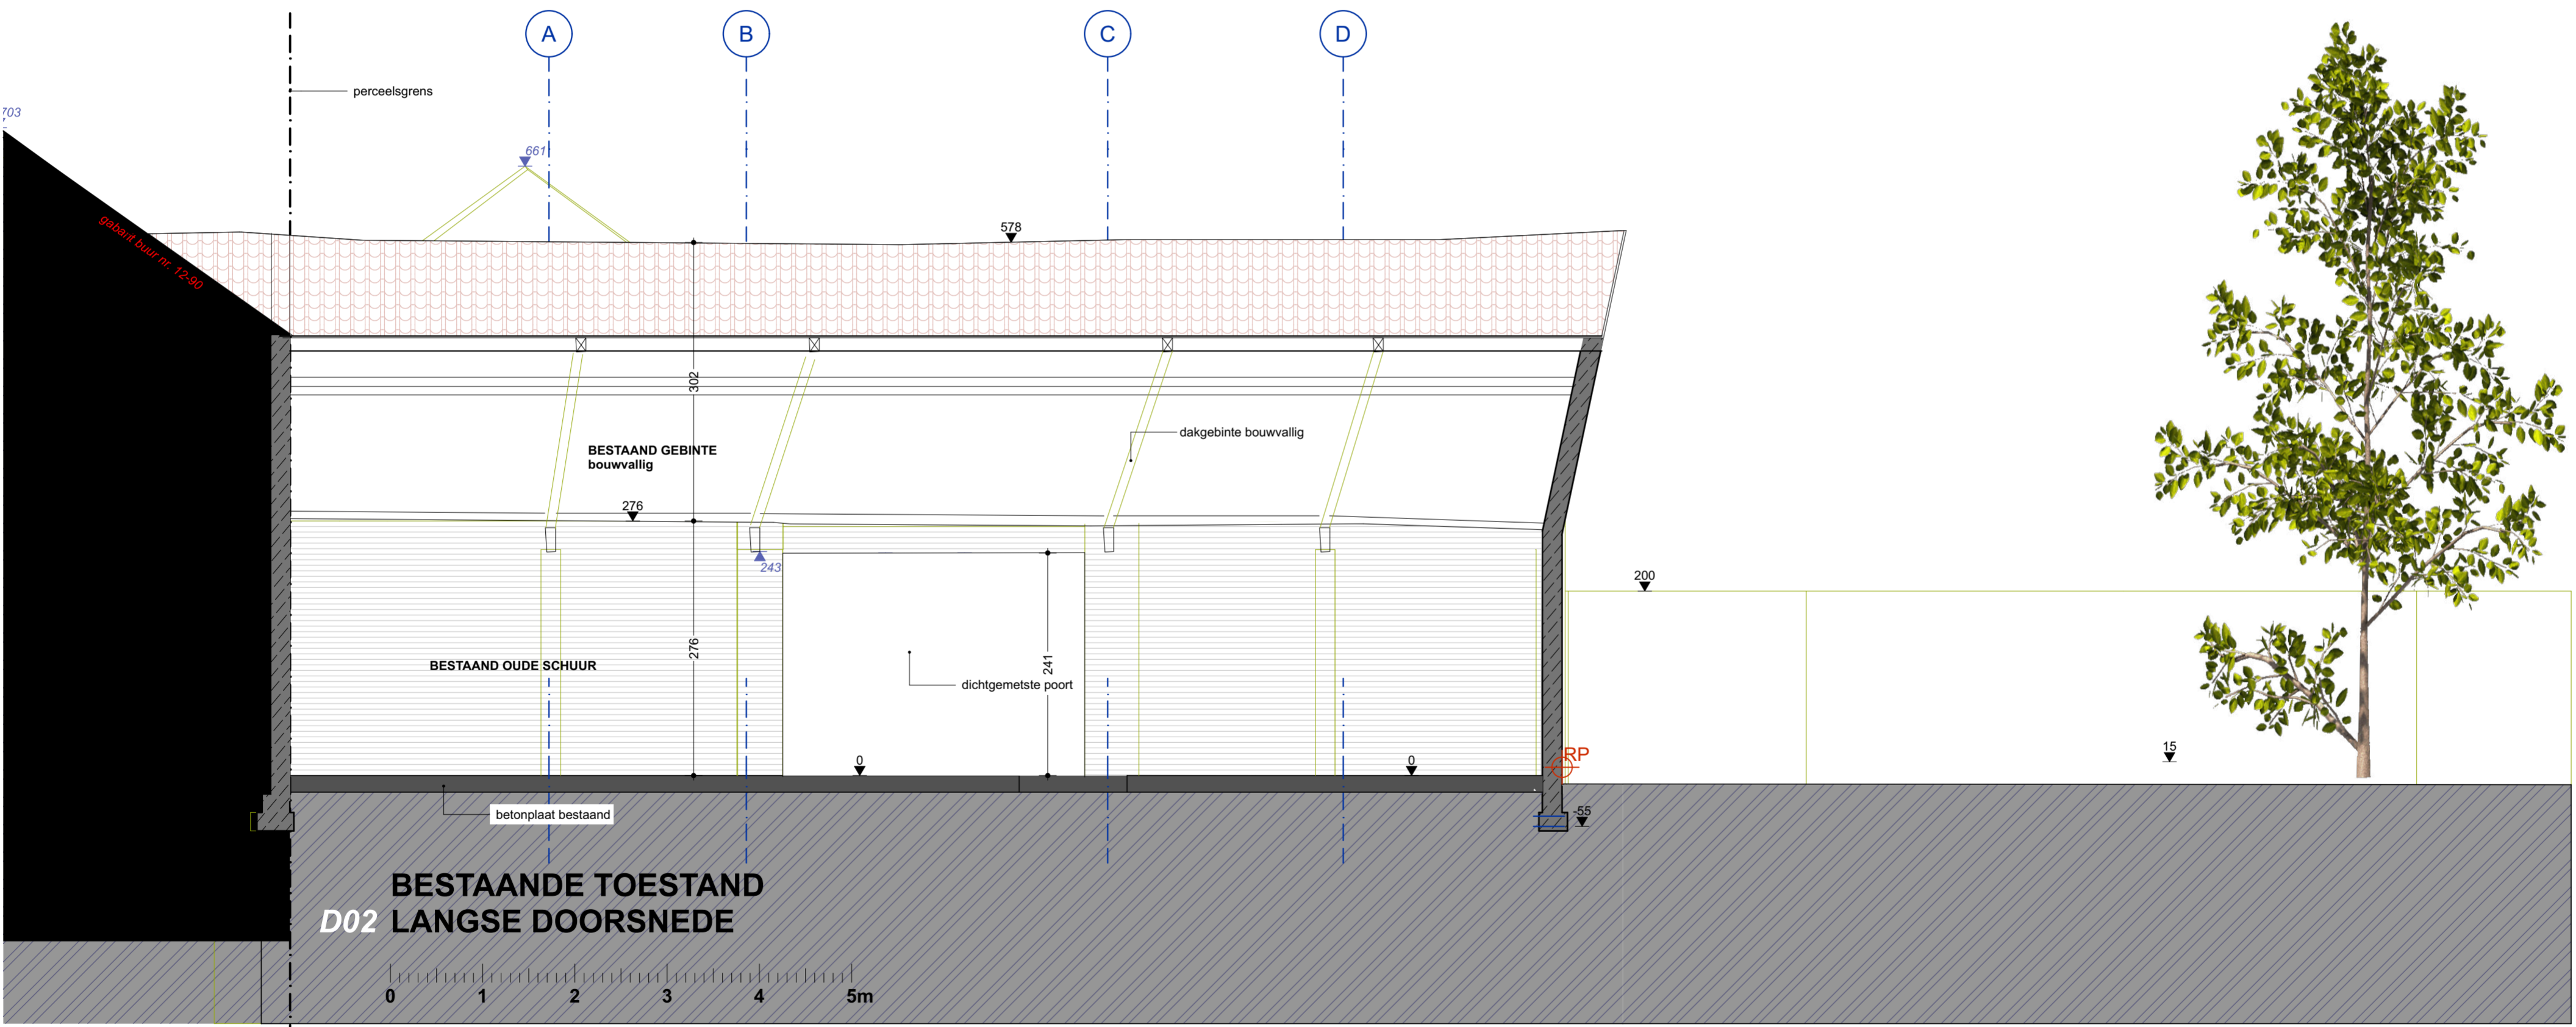 A
B
C
D
perceelsgrens
703
661
gabarit buur nr. 12-90
578
302
dakgebinte bouwvallig
BESTAAND GEBINTE
bouwvallig
276
243
200
276
241
BESTAAND OUDE SCHUUR
dichtgemetste poort
0
0
RP
15
betonplaat bestaand
-55
BESTAANDE TOESTAND
D02 LANGSE DOORSNEDE
0 1 2 3 4 5m